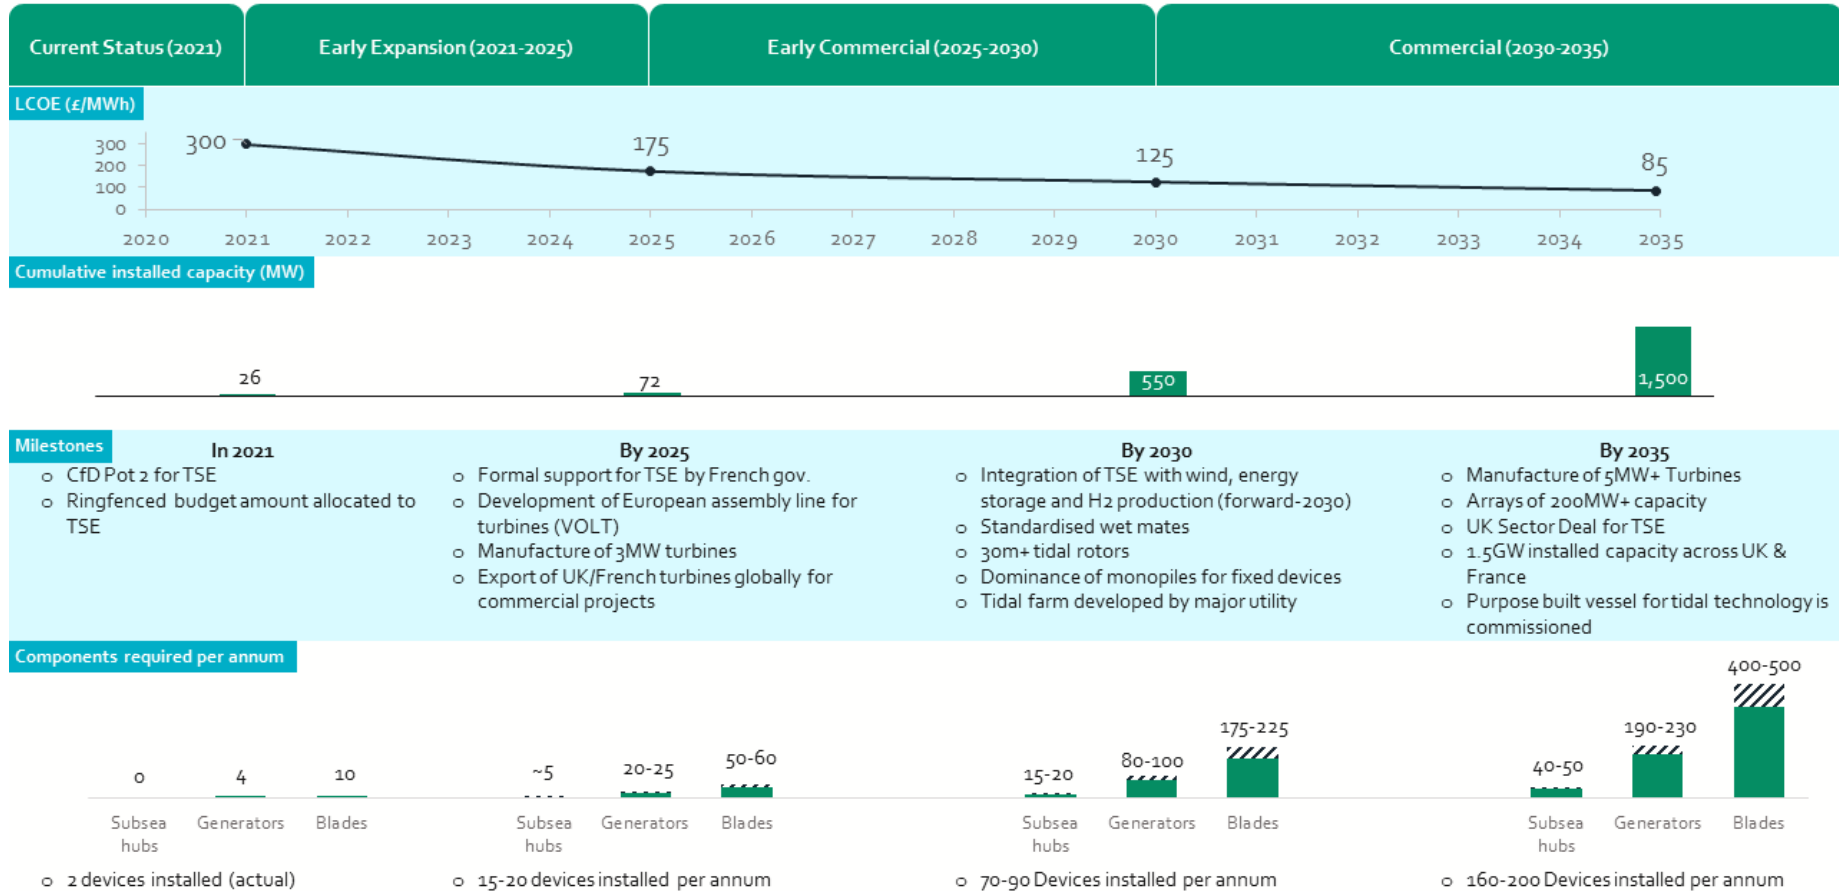 Current Status (2021)
Early Expansion (2021-2025)
Early Commercial (2025-2030)
Commercial (2030-2035)
LCOE (£/MWh)
300
200
100
0
300
175
125
85
2020 2021 2022 2023 2024 2025 2026 2027 2028 2029 2030 2031 2032 2033 2034 2035
Cumulative installed capacity (MW)
26
72
550
1,500
Milestones
In 2021
o CfD Pot 2 for TSE
o Ringfenced budget amount allocated to
TSE
By 2025
o Formal support for TSE by French gov.
o Development of European assembly line for
turbines (VOLT)
o Manufacture of 3MW turbines
o Export of UK/French turbines globally for
commercial projects
By 2030
o Integration of TSE with wind, energy
storage and H2 production (forward-2030)
o Standardised wet mates
o 30m+ tidal rotors
o Dominance of monopiles for fixed devices
o Tidal farm developed by major utility
By 2035
o Manufacture of 5MW+ Turbines
o Arrays of 200MW+ capacity
o UK Sector Deal for TSE
o 1.5GW installed capacity across UK &
France
o Purpose built vessel for tidal technology is
commissioned
Components required per annum
0 4 10
Subsea
hubs
Generators
Blades
o 2 devices installed (actual)
~5 20-25 50-60
Subsea
hubs
Generators
Blades
o 15-20 devices installed per annum
15-20 80-100 175-225
Subsea
hubs
Generators
Blades
o 70-90 Devices installed per annum
40-50 190-230 400-500
Subsea
hubs
Generators
Blades
o 160-200 Devices installed per annum